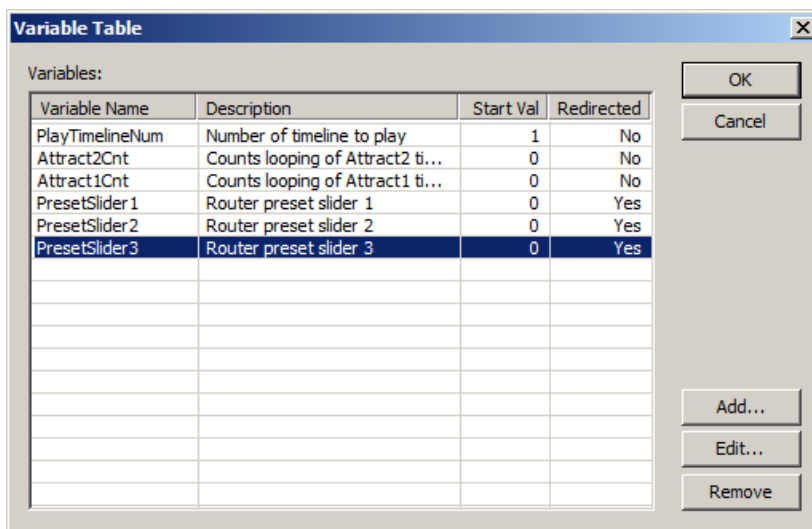 Variable Table
Variables:
Variable Name Description Start Val Redirected
PlayTimelineNum Number of timeline to play 1 No
Attract2Cnt Counts looping of Attract2 ti... 0 No
Attract1Cnt Counts looping of Attract1 ti... 0 No
PresetSlider1 Router preset slider 1 0 Yes
PresetSlider2 Router preset slider 2 0 Yes
PresetSlider3 Router preset slider 3 0 Yes
OK
Cancel
Add...
Edit...
Remove